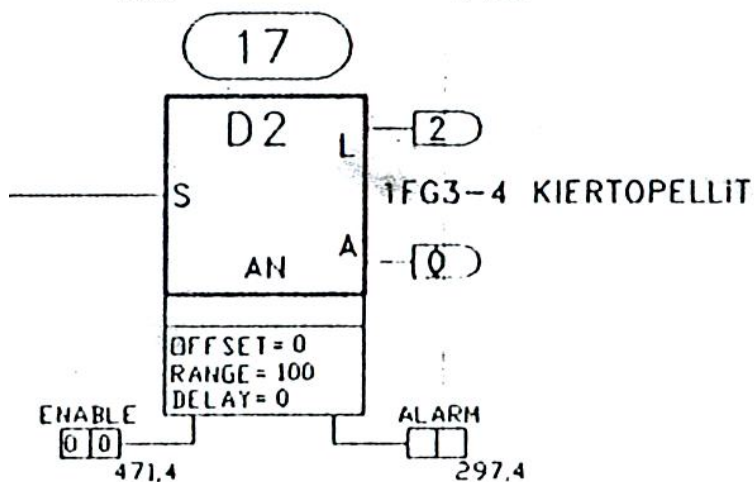 17
D2
L 2
S 1FG3-4 KIERTOPELLIT
A 0
AN
OFFSET = 0
RANGE = 100
DELAY = 0
ENABLE ALARM
0 0
471,4 297,4